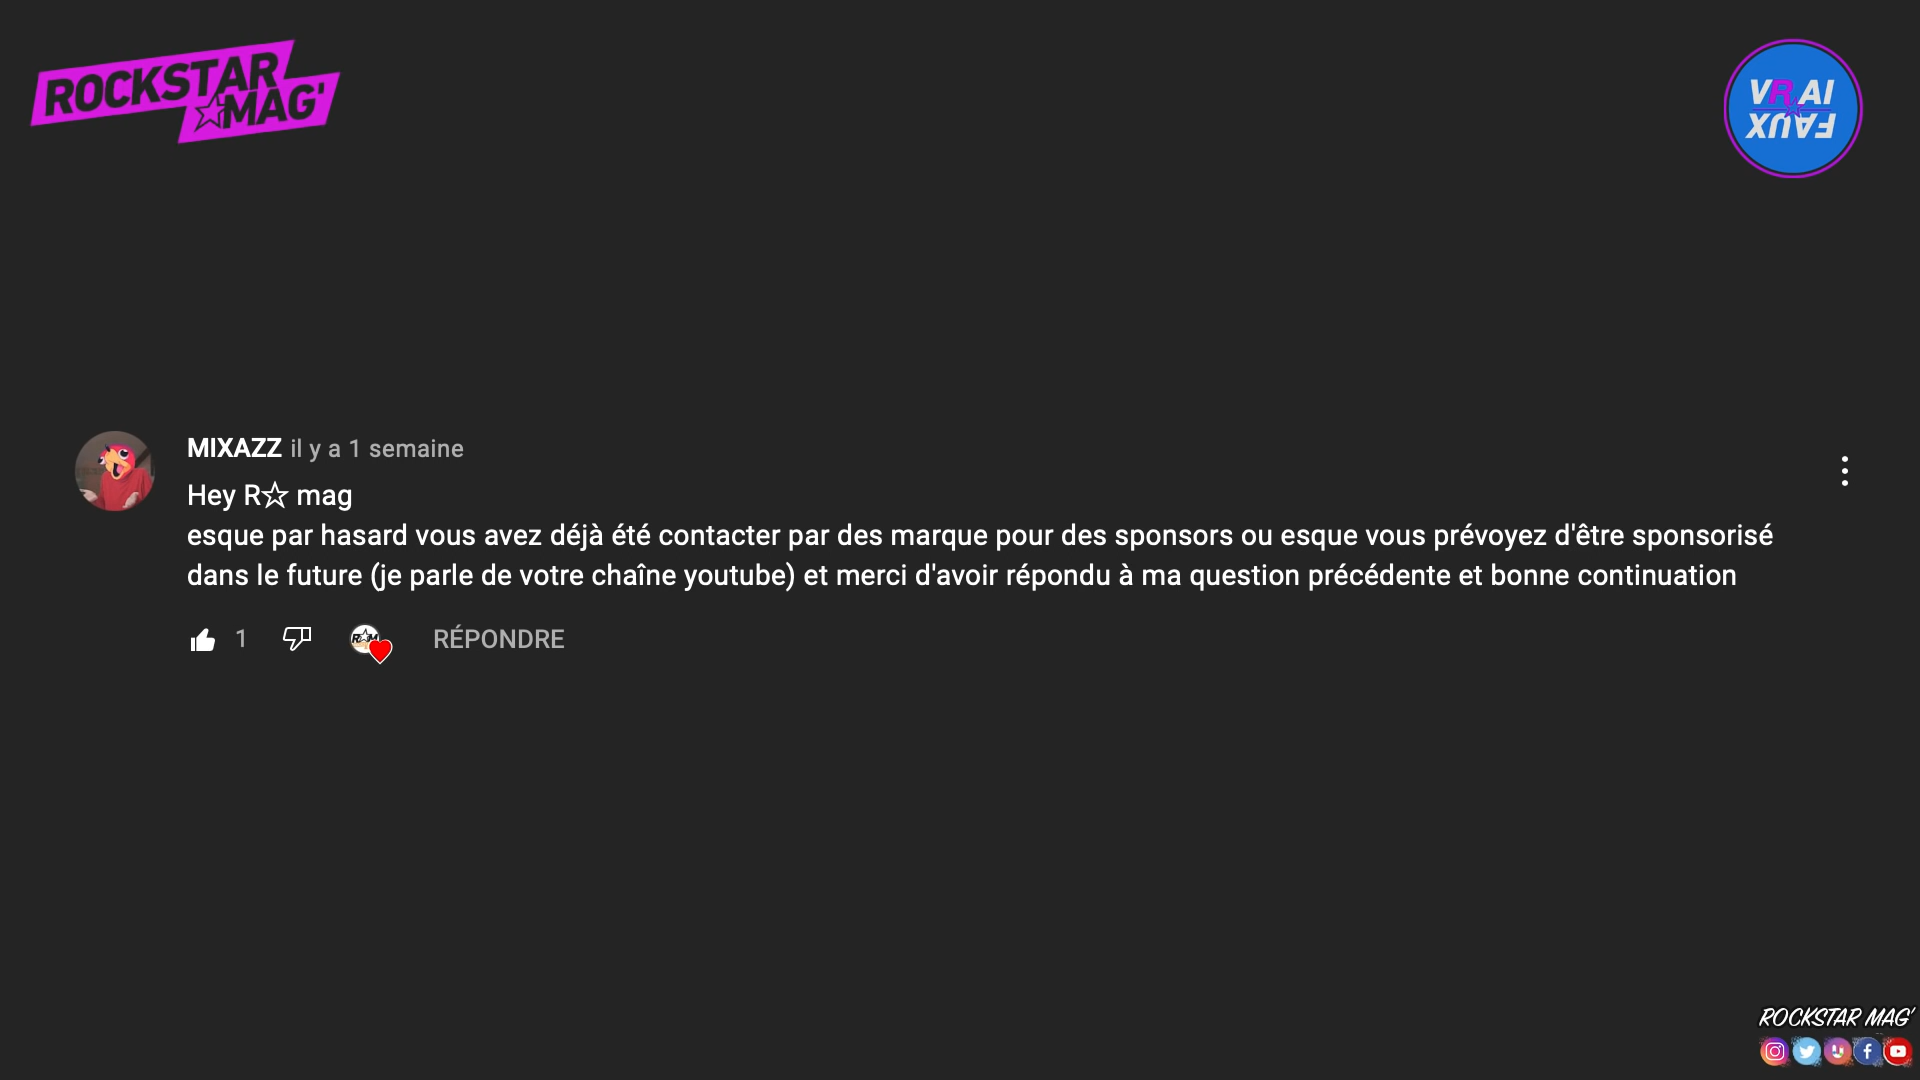 ROCKSTAR
MAG'
VRAI
FAUX
MIXAZZ il y a 1 semaine
Hey R☆ mag
esque par hasard vous avez déjà été contacter par des marque pour des sponsors ou esque vous prévoyez d'être sponsorisé
dans le future (je parle de votre chaîne youtube) et merci d'avoir répondu à ma question précédente et bonne continuation
1 RÉPONDRE
ROCKSTAR MAG'